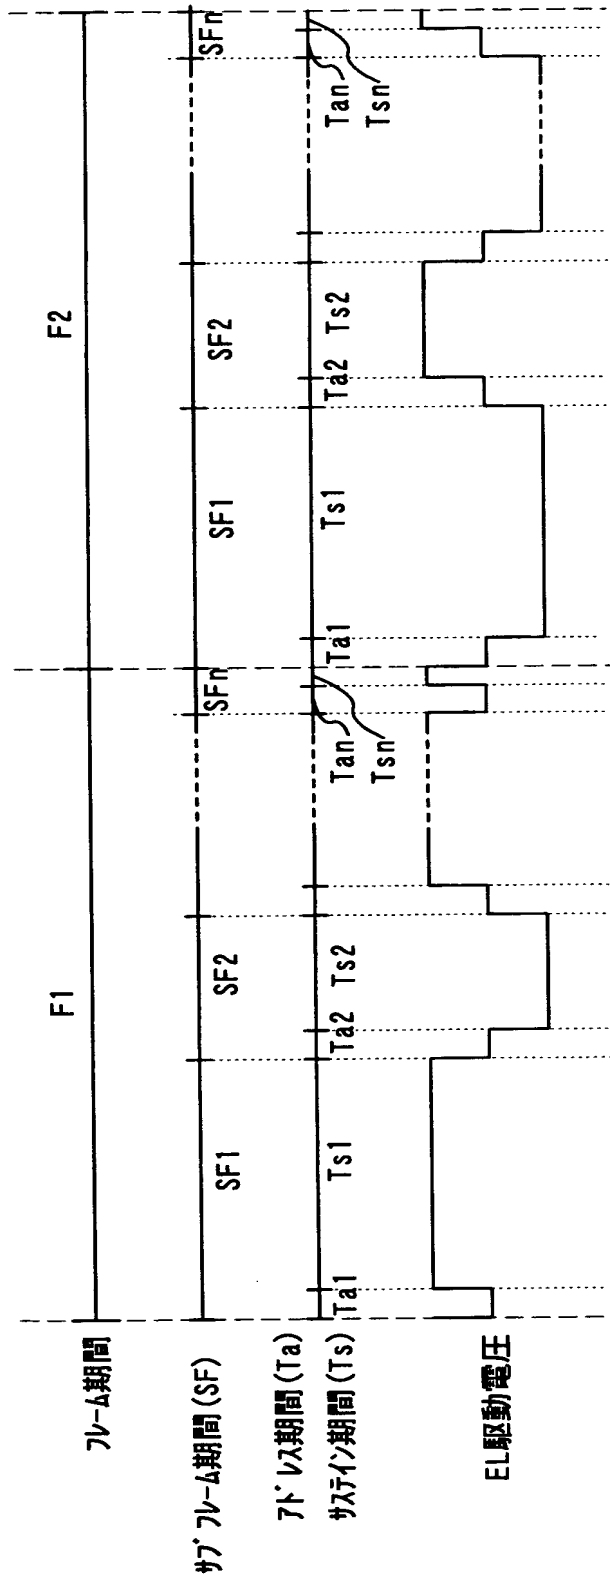 フレーム期間
F1
F2
サブフレーム期間(SF)
SF1
SF2
SFn
SF1
SF2
SFn
アドレス期間(Ta)
サステイン期間(Ts)
Ta1
Ts1
Ta2
Ts2
Tan
Tsn
Ta1
Ts1
Ta2
Ts2
Tan
Tsn
EL駆動電圧